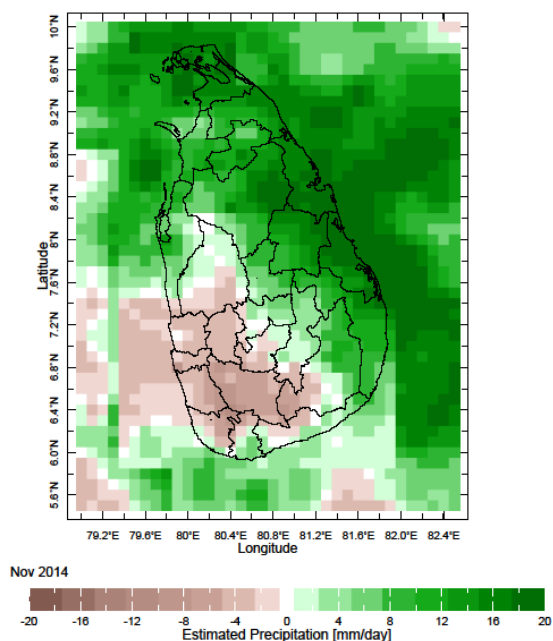 10°N
9.6°N
9.2°N
8.8°N
8.4°N
8°N
7.6°N
7.2°N
6.8°N
6.4°N
6.0°N
5.6°N
Latitude
79.2°E 79.6°E 80°E 80.4°E 80.8°E 81.2°E 81.6°E 82.0°E 82.4°E
Longitude
Nov 2014
-20 -16 -12 -8 -4 0 4 8 12 16 20
Estimated Precipitation [mm/day]